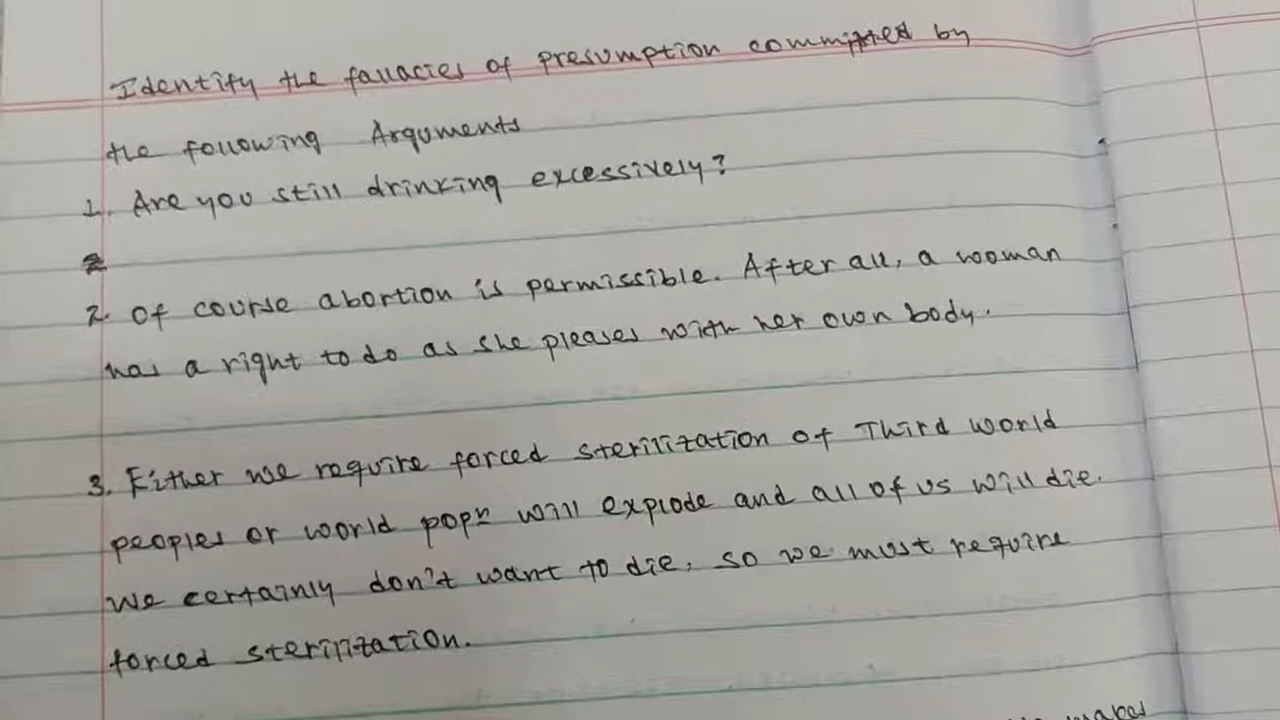 Identify the fallacies of presumption committed by
the following Arguments
1. Are you still drinking excessively?
2. Of course abortion is permissible. After all, a wooman
has a right to do as she pleases with her own body.
3. Either we require forced sterilization of Third world
peoples or world popn will explode and all of us will die.
We certainly don't want to die, so we must require
forced sterilization.